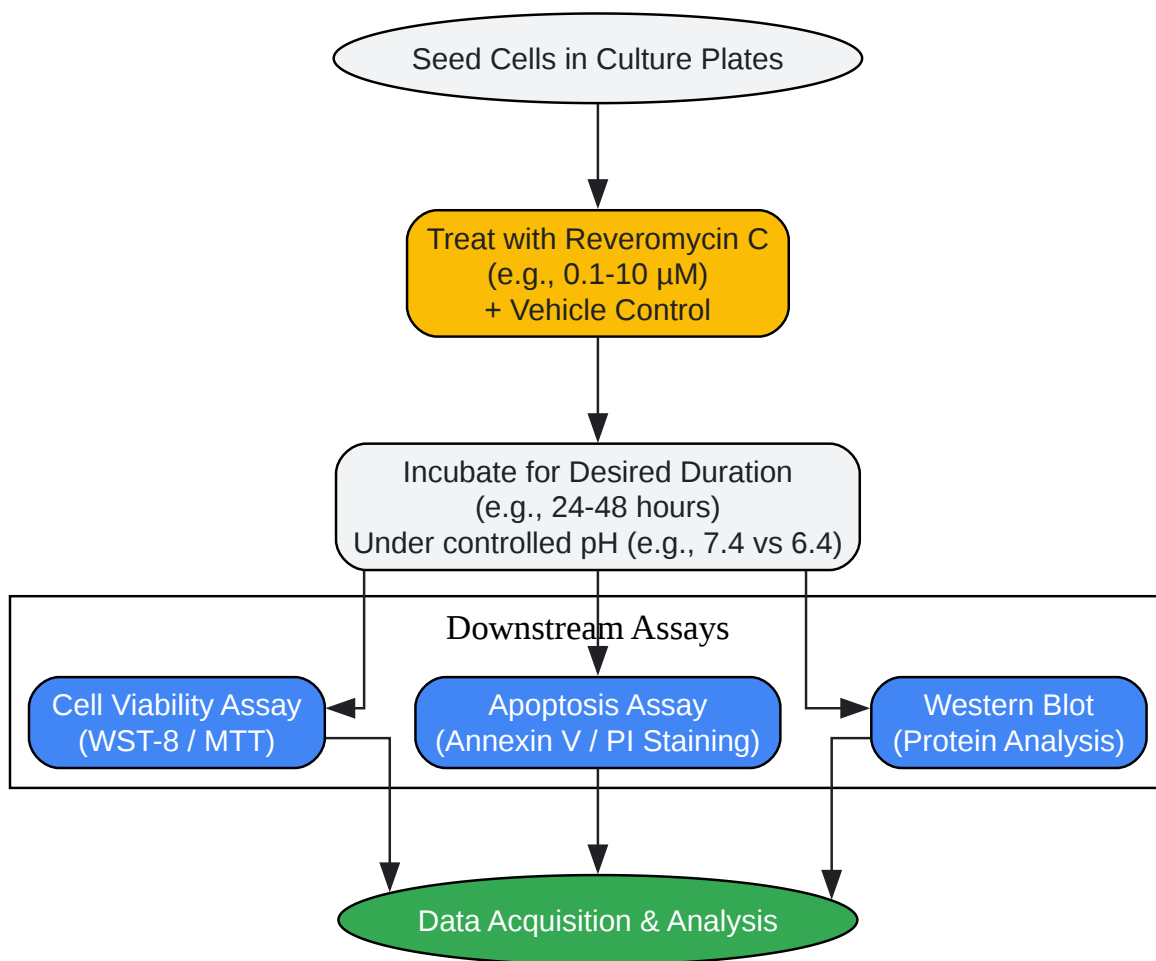 Seed Cells in Culture Plates
Treat with Reveromycin C
(e.g., 0.1-10 µM)
+ Vehicle Control
Incubate for Desired Duration
(e.g., 24-48 hours)
Under controlled pH (e.g., 7.4 vs 6.4)
Downstream Assays
Cell Viability Assay
(WST-8 / MTT)
Apoptosis Assay
(Annexin V / PI Staining)
Western Blot
(Protein Analysis)
Data Acquisition & Analysis